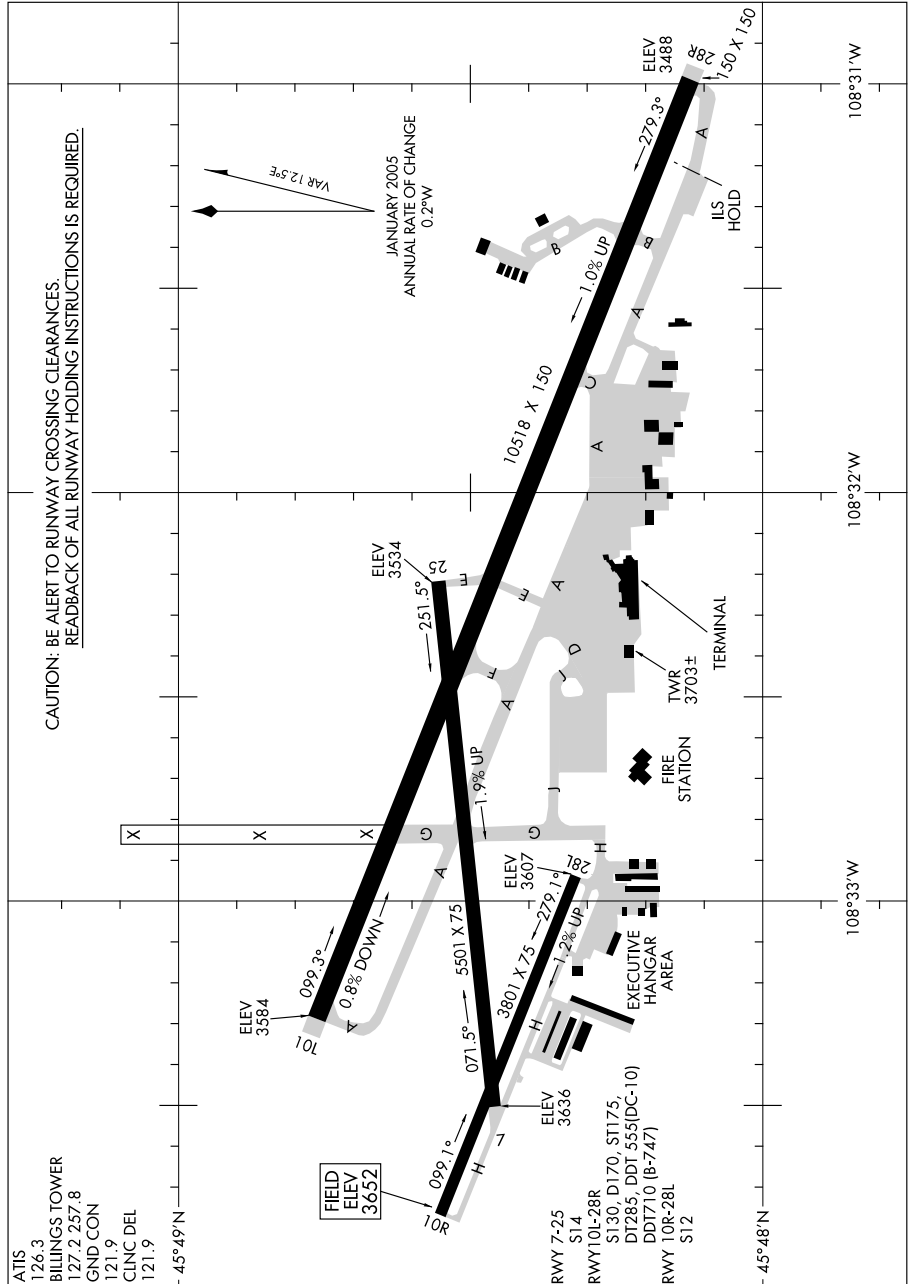 ATIS
126.3
BILLINGS TOWER
127.2 257.8
GND CON
121.9
CLNC DEL
121.9
CAUTION: BE ALERT TO RUNWAY CROSSING CLEARANCES.
READBACK OF ALL RUNWAY HOLDING INSTRUCTIONS IS REQUIRED.
45°49'N
X
X
X
VAR 12.5°E
JANUARY 2005
ANNUAL RATE OF CHANGE
0.2°W
ELEV
3584
10L
099.3°
0.8% DOWN
A
A
G
ELEV
3534
25
251.5°
E
E
F
A
A
A
10518 X 150
1.0% UP
B
B
C
A
A
279.3°
ELEV
3488
28R
150 X 150
ILS
HOLD
FIELD
ELEV
3652
10R
099.1°
071.5°
5501 X 75
1.9% UP
G
J
J
D
H
L
ELEV
3636
3801 X 75
279.1°
1.2% UP
H
ELEV
3607
28L
H
EXECUTIVE
HANGAR
AREA
FIRE
STATION
TWR
3703±
TERMINAL
RWY 7-25
S14
RWY10L-28R
S130, D170, ST175,
DT285, DDT 555(DC-10)
DDT710 (B-747)
RWY 10R-28L
S12
45°48'N
108°33'W
108°32'W
108°31'W